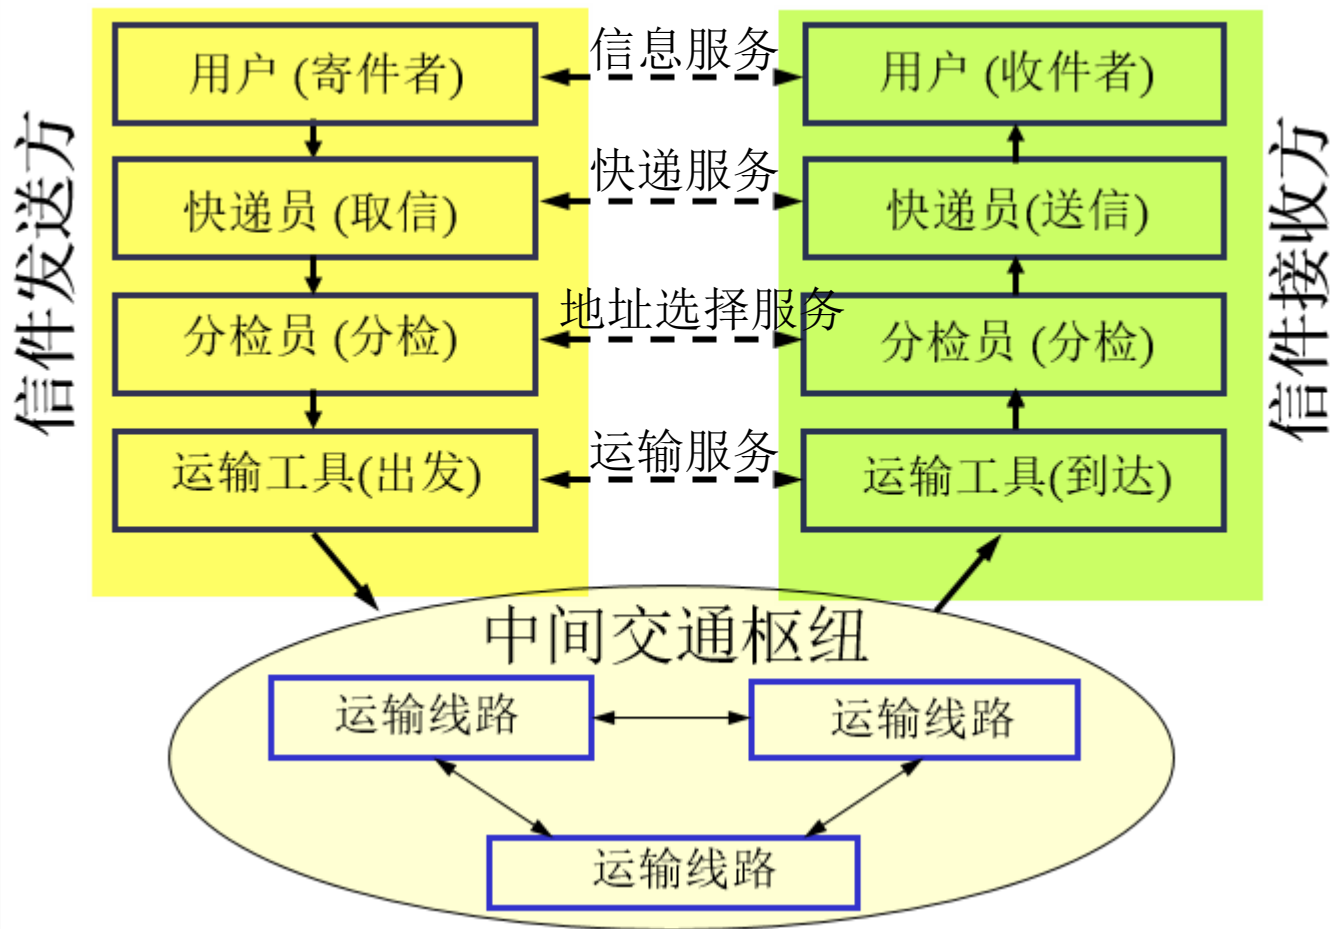 信息服务
用户 (寄件者)
用户 (收件者)
快递服务
快递员 (取信)
快递员(送信)
地址选择服务
分检员 (分检)
分检员 (分检)
运输服务
运输工具(出发)
运输工具(到达)
信件发送方
信件接收方
中间交通枢纽
运输线路
运输线路
运输线路